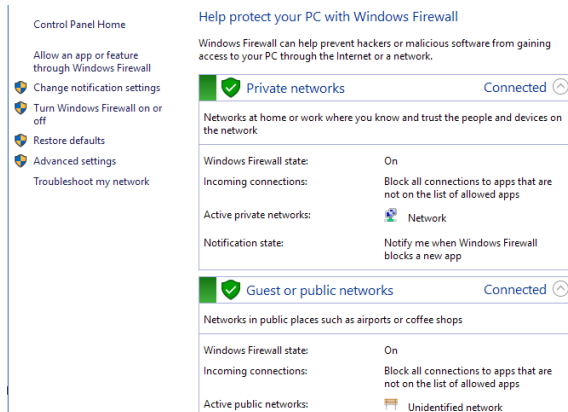 Control Panel Home
Allow an app or feature
through Windows Firewall
Change notification settings
Turn Windows Firewall on or
off
Restore defaults
Advanced settings
Troubleshoot my network
Help protect your PC with Windows Firewall
Windows Firewall can help prevent hackers or malicious software from gaining
access to your PC through the Internet or a network.
Private networks Connected
Networks at home or work where you know and trust the people and devices on
the network
Windows Firewall state: On
Incoming connections: Block all connections to apps that are
not on the list of allowed apps
Active private networks: Network
Notification state: Notify me when Windows Firewall
blocks a new app
Guest or public networks Connected
Networks in public places such as airports or coffee shops
Windows Firewall state: On
Incoming connections: Block all connections to apps that are
not on the list of allowed apps
Active public networks: Unidentified network